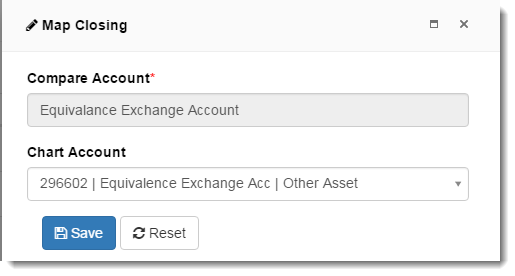 Map Closing
Compare Account*
Equivalance Exchange Account
Chart Account
296602 | Equivalence Exchange Acc | Other Asset
Save Reset